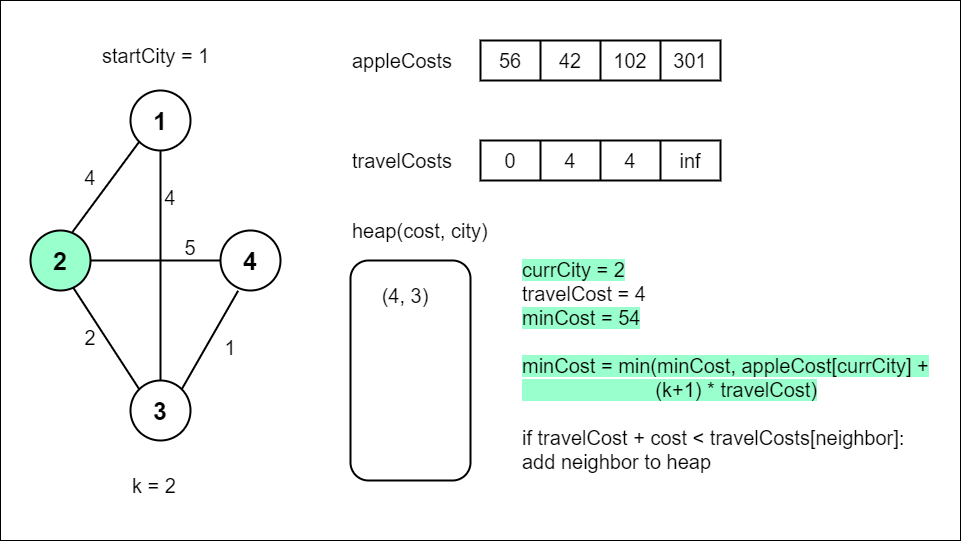 startCity = 1
appleCosts 56 42 102 301
1
travelCosts 0 4 4 inf
4
4
heap(cost, city)
2
5
4
currCity = 2
(4, 3)
travelCost = 4
minCost = 54
2
1
minCost = min(minCost, appleCost[currCity] +
(k+1) * travelCost)
3
if travelCost + cost < travelCosts[neighbor]:
add neighbor to heap
k = 2